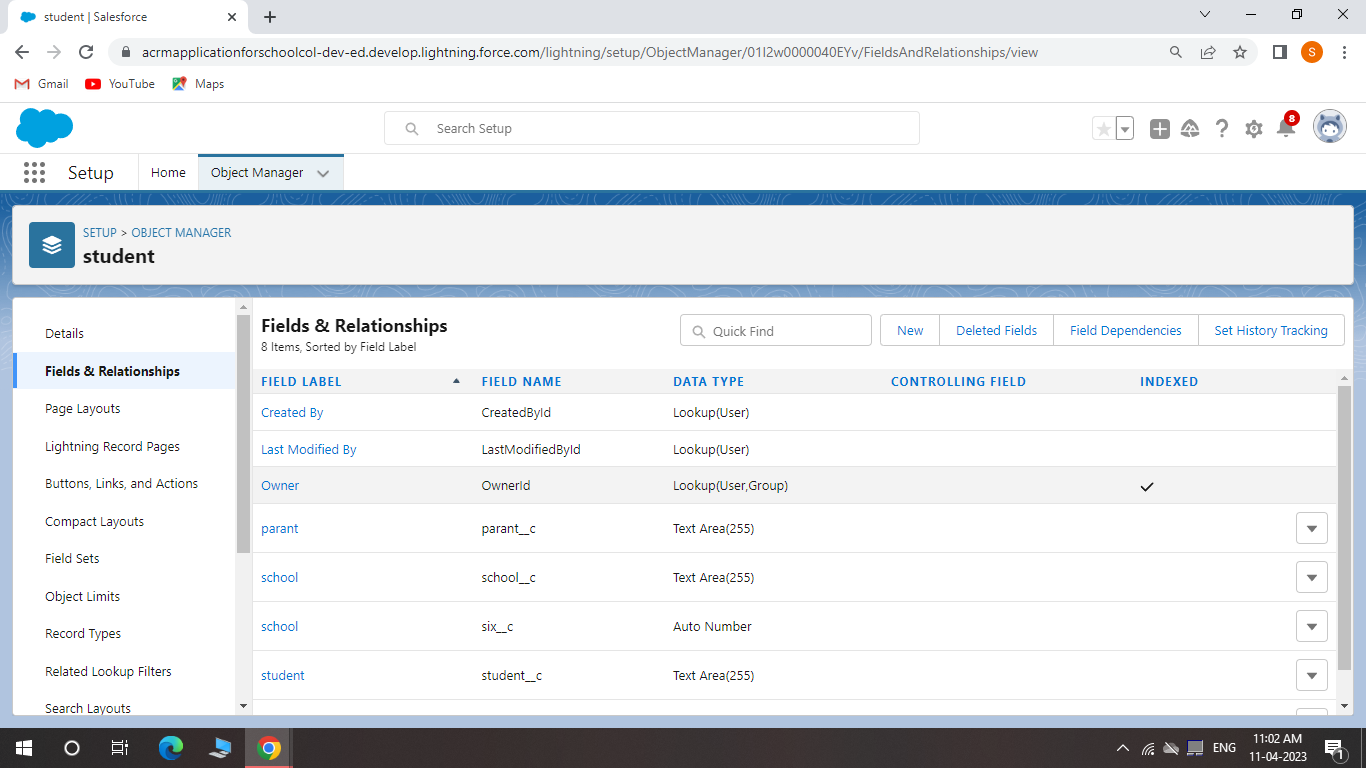 student | Salesforce
acrmapplicationforschoolcol-dev-ed.develop.lightning.force.com/lightning/setup/ObjectManager/01I2w0000040EYv/FieldsAndRelationships/view
S
Gmail YouTube Maps
Search Setup
8
Setup Home Object Manager
SETUP > OBJECT MANAGER
student
Details
Fields & Relationships
Page Layouts
Lightning Record Pages
Buttons, Links, and Actions
Compact Layouts
Field Sets
Object Limits
Record Types
Related Lookup Filters
Search Layouts
Fields & Relationships
8 Items, Sorted by Field Label
Quick Find
New Deleted Fields Field Dependencies Set History Tracking
FIELD LABEL FIELD NAME DATA TYPE CONTROLLING FIELD INDEXED
Created By CreatedById Lookup(User)
Last Modified By LastModifiedById Lookup(User)
Owner OwnerId Lookup(User,Group)
parant parant__c Text Area(255)
school school__c Text Area(255)
school six__c Auto Number
student student__c Text Area(255)
ENG
11:02 AM
11-04-2023
1